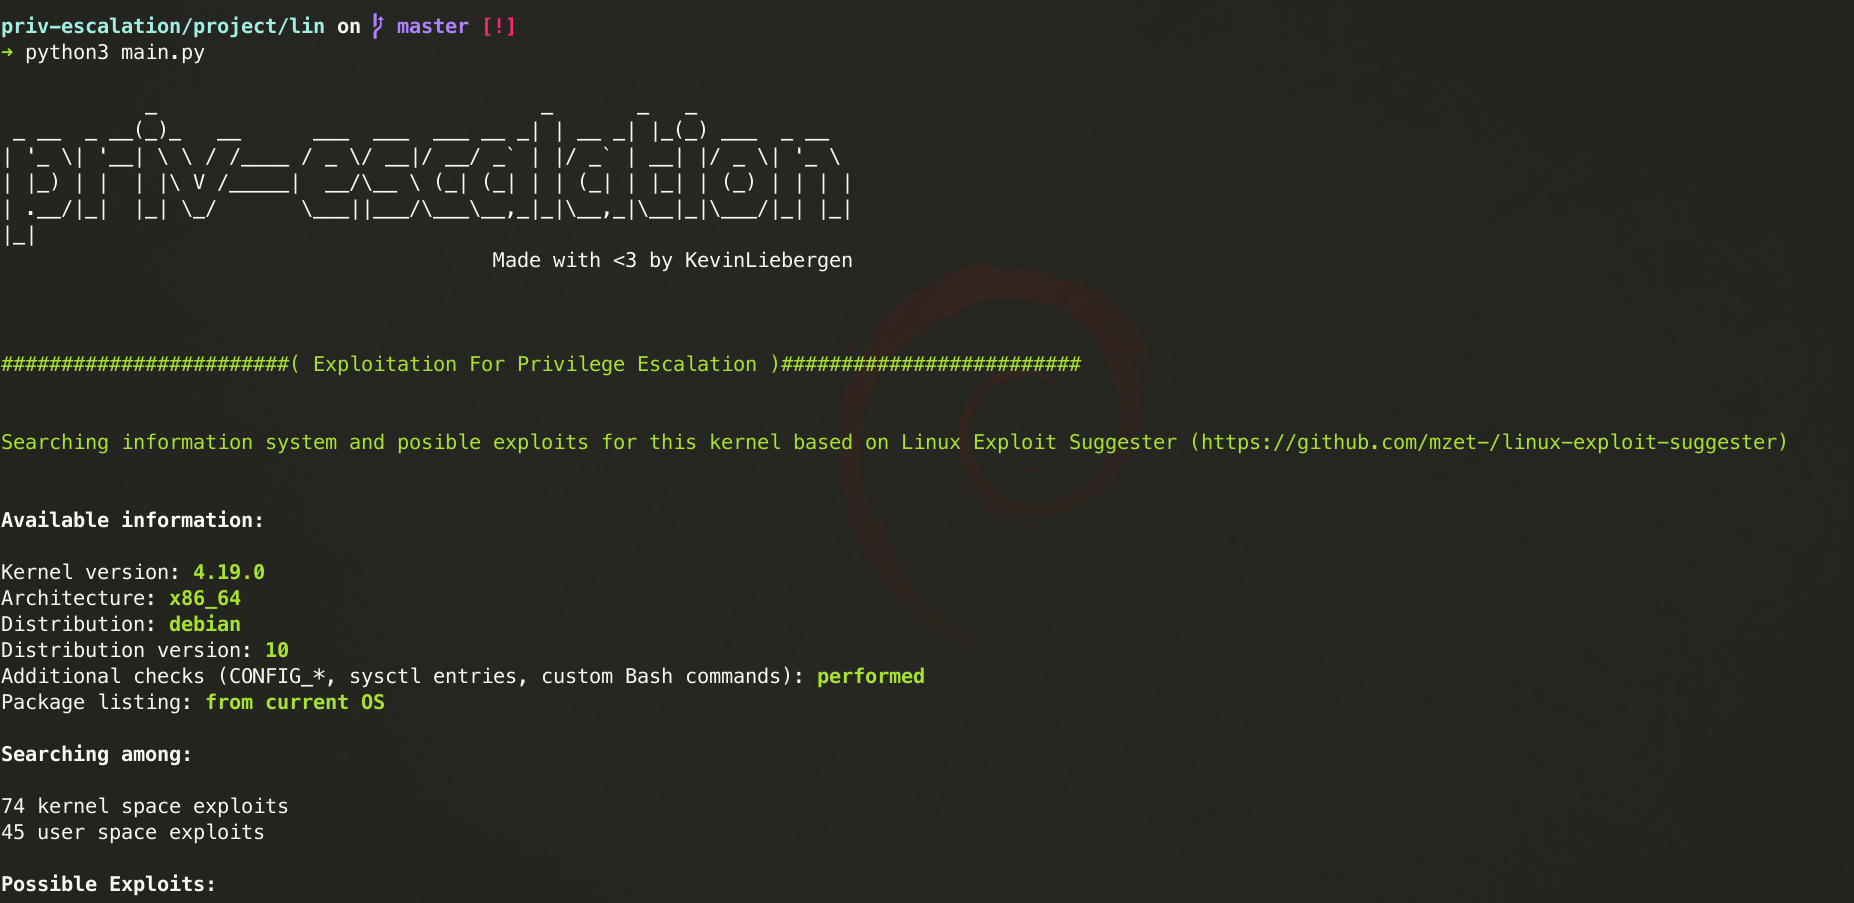 priv-escalation/project/lin on master [!]
→ python3 main.py
priv-escalation
Made with <3 by KevinLiebergen
########################( Exploitation For Privilege Escalation )#########################
Searching information system and posible exploits for this kernel based on Linux Exploit Suggester (https://github.com/mzet-/linux-exploit-suggester)
Available information:
Kernel version: 4.19.0
Architecture: x86_64
Distribution: debian
Distribution version: 10
Additional checks (CONFIG_*, sysctl entries, custom Bash commands): performed
Package listing: from current OS
Searching among:
74 kernel space exploits
45 user space exploits
Possible Exploits: